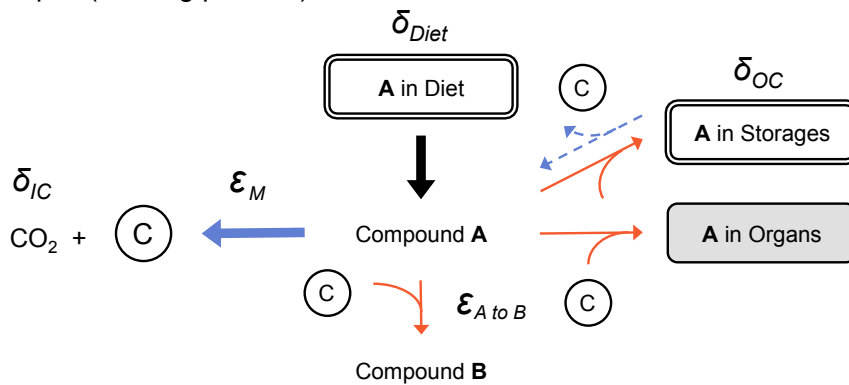 δDiet
A in Diet
C
δOC
A in Storages
δIC
εM
CO2 + C
Compound A
A in Organs
C
εA to B
C
Compound B